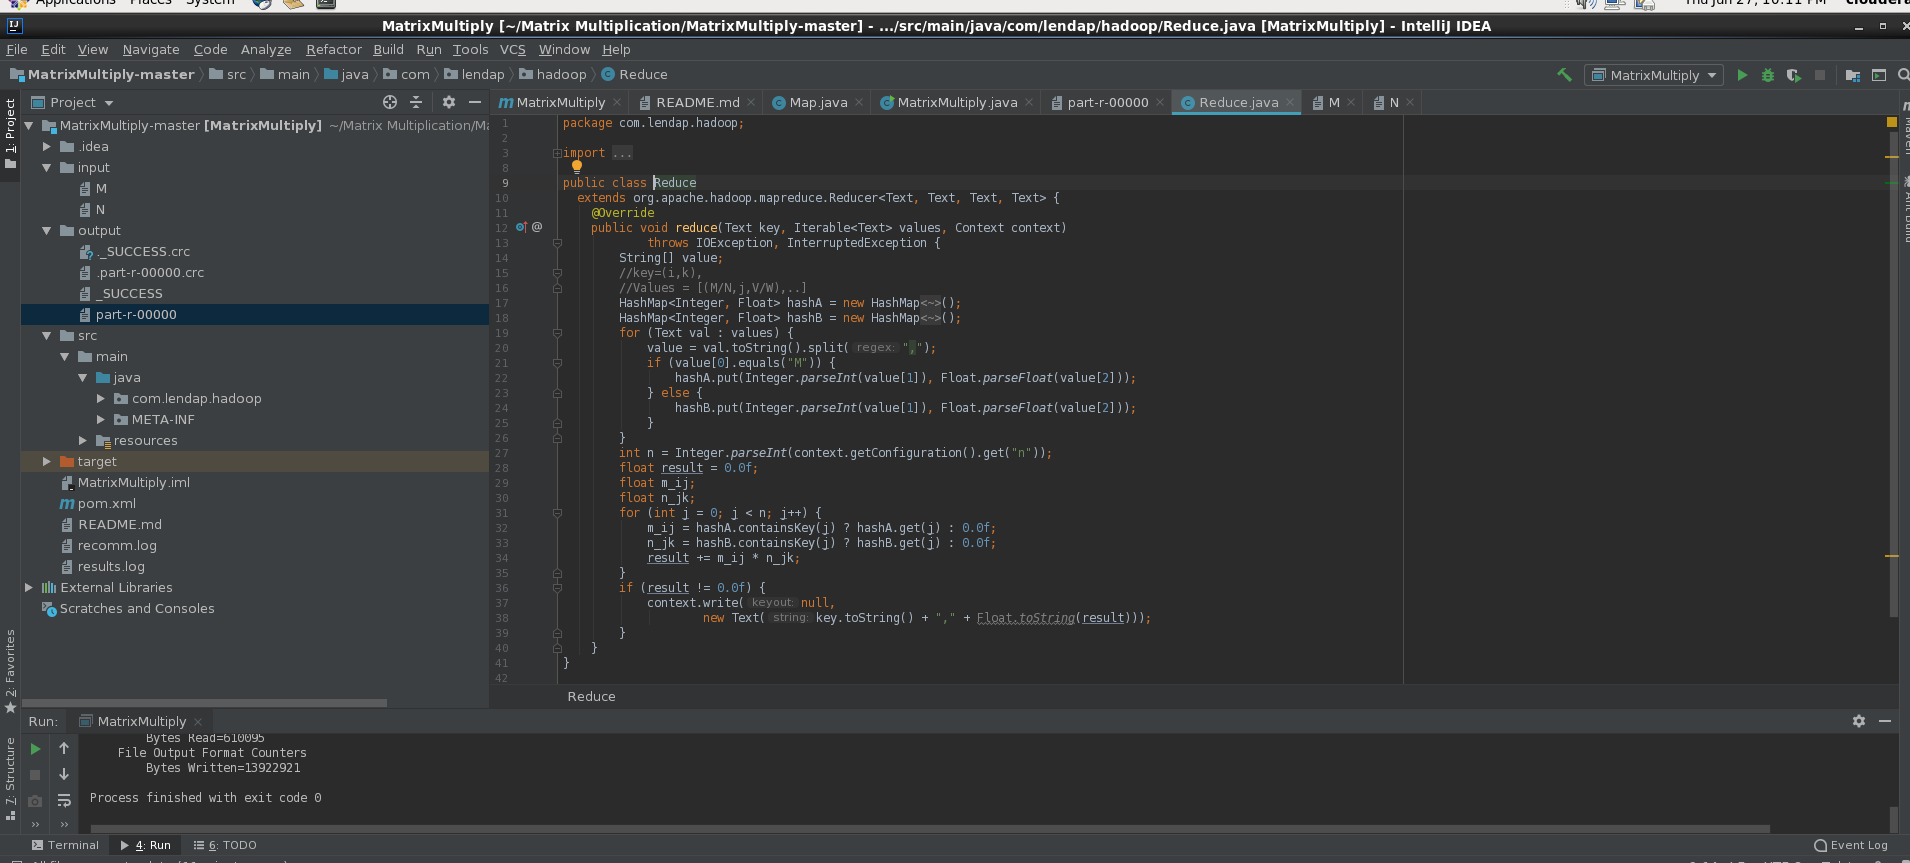 Applications Places System
Thu Jun 27, 10:11 PM cloudera
MatrixMultiply [~/Matrix Multiplication/MatrixMultiply-master] - .../src/main/java/com/lendap/hadoop/Reduce.java [MatrixMultiply] - IntelliJ IDEA
File Edit View Navigate Code Analyze Refactor Build Run Tools VCS Window Help
MatrixMultiply-master src main java com lendap hadoop Reduce
MatrixMultiply
Project
MatrixMultiply README.md Map.java MatrixMultiply.java part-r-00000 Reduce.java M N
1: Project
MatrixMultiply-master [MatrixMultiply] ~/Matrix Multiplication/Ma
.idea
input
M
N
output
._SUCCESS.crc
.part-r-00000.crc
_SUCCESS
part-r-00000
src
main
java
com.lendap.hadoop
META-INF
resources
target
MatrixMultiply.iml
pom.xml
README.md
recomm.log
results.log
External Libraries
Scratches and Consoles
2: Favorites
7: Structure
1 package com.lendap.hadoop;
2
3 import ...
8
9 public class Reduce
10 extends org.apache.hadoop.mapreduce.Reducer<Text, Text, Text, Text> {
11 @Override
12 @ public void reduce(Text key, Iterable<Text> values, Context context)
13 throws IOException, InterruptedException {
14 String[] value;
15 //key=(i,k),
16 //Values = [(M/N,j,V/W),..]
17 HashMap<Integer, Float> hashA = new HashMap<~>();
18 HashMap<Integer, Float> hashB = new HashMap<~>();
19 for (Text val : values) {
20 value = val.toString().split( regex: ",");
21 if (value[0].equals("M")) {
22 hashA.put(Integer.parseInt(value[1]), Float.parseFloat(value[2]));
23 } else {
24 hashB.put(Integer.parseInt(value[1]), Float.parseFloat(value[2]));
25 }
26 }
27 int n = Integer.parseInt(context.getConfiguration().get("n"));
28 float result = 0.0f;
29 float m_ij;
30 float n_jk;
31 for (int j = 0; j < n; j++) {
32 m_ij = hashA.containsKey(j) ? hashA.get(j) : 0.0f;
33 n_jk = hashB.containsKey(j) ? hashB.get(j) : 0.0f;
34 result += m_ij * n_jk;
35 }
36 if (result != 0.0f) {
37 context.write( keyout: null,
38 new Text( string: key.toString() + "," + Float.toString(result)));
39 }
40 }
41 }
42
Reduce
Maven
Ant Build
Run: MatrixMultiply
Bytes Read=610095
File Output Format Counters
Bytes Written=13922921
Process finished with exit code 0
Terminal 4: Run 6: TODO Event Log